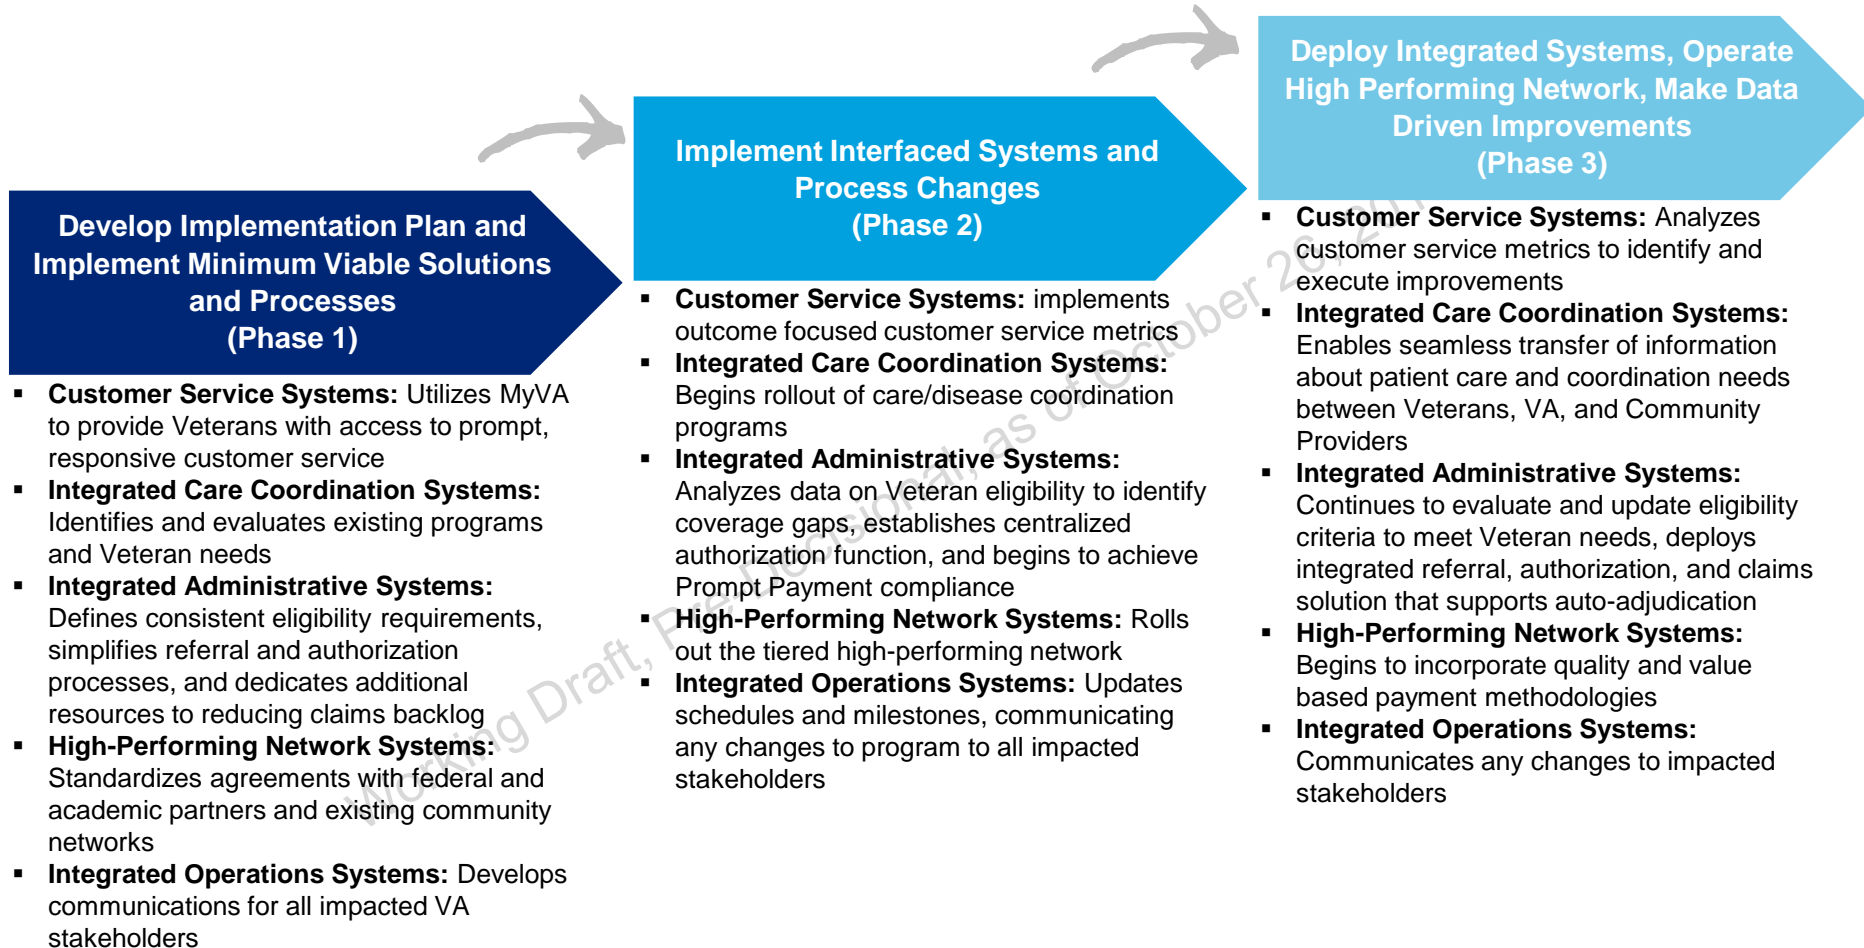 Develop Implementation Plan and
Implement Minimum Viable Solutions
and Processes
(Phase 1)
▪ Customer Service Systems: Utilizes MyVA
to provide Veterans with access to prompt,
responsive customer service
▪ Integrated Care Coordination Systems:
Identifies and evaluates existing programs
and Veteran needs
▪ Integrated Administrative Systems:
Defines consistent eligibility requirements,
simplifies referral and authorization
processes, and dedicates additional
resources to reducing claims backlog
▪ High-Performing Network Systems:
Standardizes agreements with federal and
academic partners and existing community
networks
▪ Integrated Operations Systems: Develops
communications for all impacted VA
stakeholders
Implement Interfaced Systems and
Process Changes
(Phase 2)
▪ Customer Service Systems: implements
outcome focused customer service metrics
▪ Integrated Care Coordination Systems:
Begins rollout of care/disease coordination
programs
▪ Integrated Administrative Systems:
Analyzes data on Veteran eligibility to identify
coverage gaps, establishes centralized
authorization function, and begins to achieve
Prompt Payment compliance
▪ High-Performing Network Systems: Rolls
out the tiered high-performing network
▪ Integrated Operations Systems: Updates
schedules and milestones, communicating
any changes to program to all impacted
stakeholders
Deploy Integrated Systems, Operate
High Performing Network, Make Data
Driven Improvements
(Phase 3)
▪ Customer Service Systems: Analyzes
customer service metrics to identify and
execute improvements
▪ Integrated Care Coordination Systems:
Enables seamless transfer of information
about patient care and coordination needs
between Veterans, VA, and Community
Providers
▪ Integrated Administrative Systems:
Continues to evaluate and update eligibility
criteria to meet Veteran needs, deploys
integrated referral, authorization, and claims
solution that supports auto-adjudication
▪ High-Performing Network Systems:
Begins to incorporate quality and value
based payment methodologies
▪ Integrated Operations Systems:
Communicates any changes to impacted
stakeholders
Working Draft, Pre-Decisional, as of October 26,